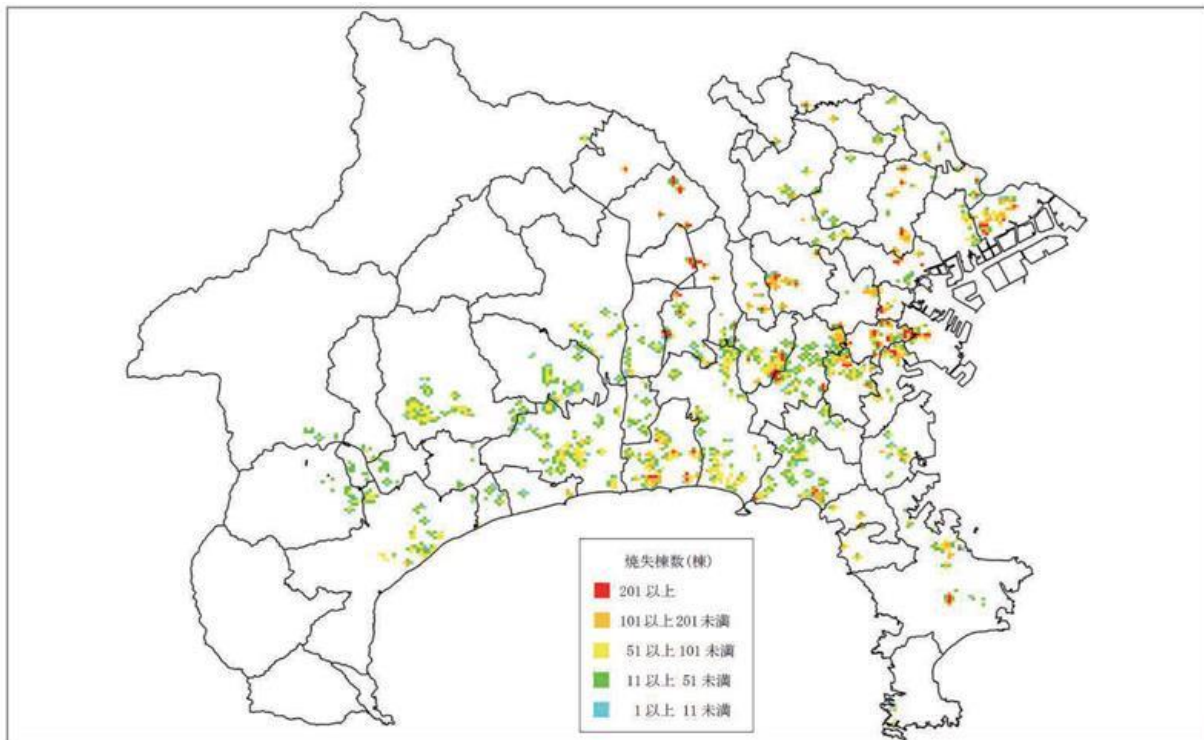 焼失棟数(棟)
201 以上
101 以上 201 未満
51 以上 101 未満
11 以上 51 未満
1 以上 11 未満